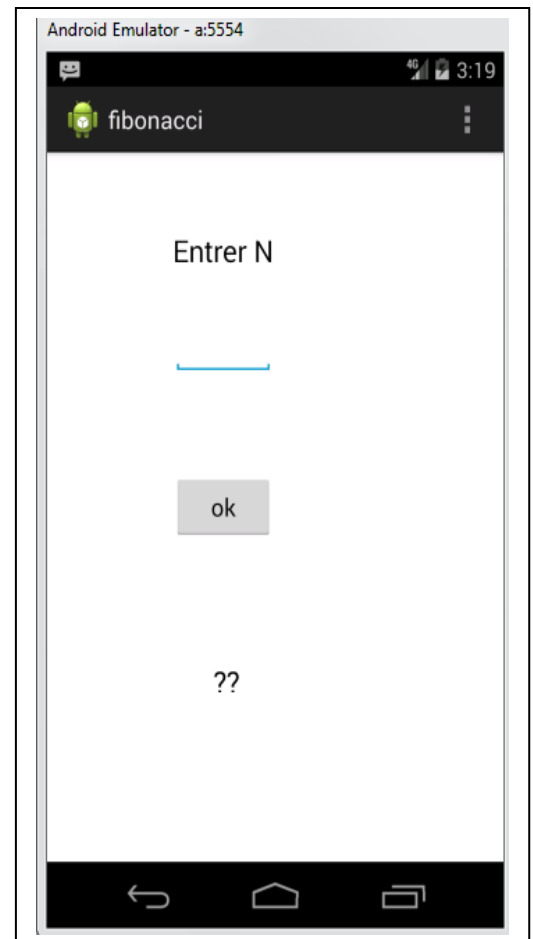 Android Emulator - a:5554
4G 3:19
fibonacci
Entrer N
ok
??